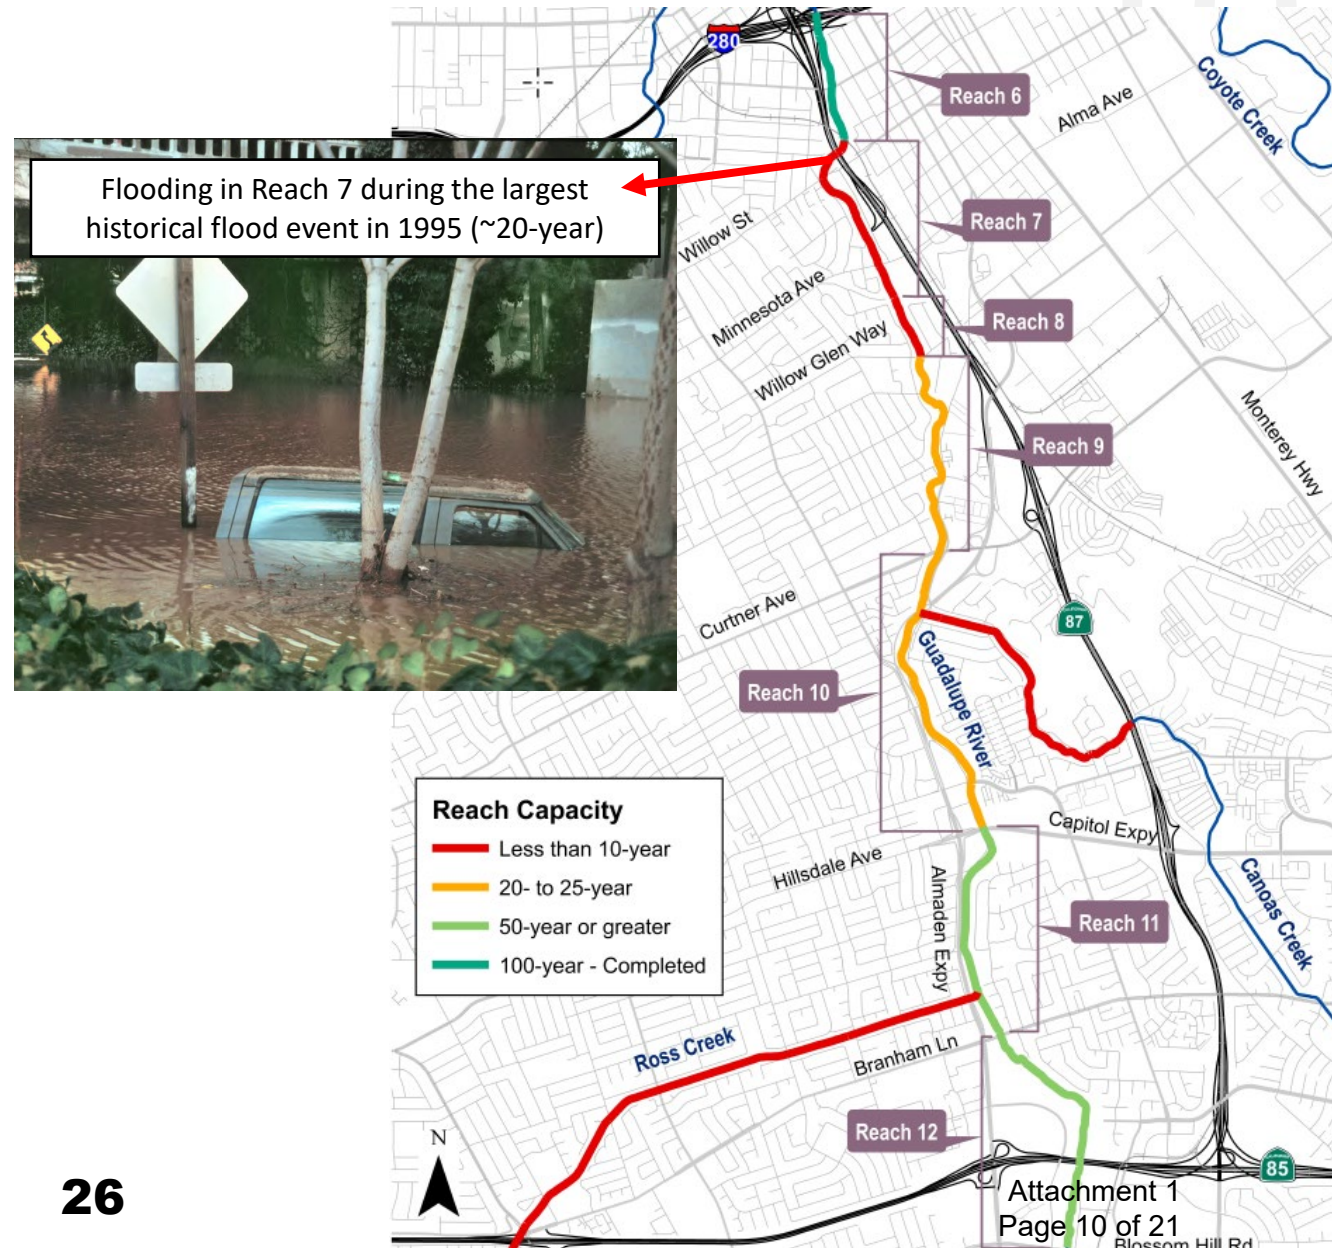 280
Reach 6
Alma Ave
Coyote Creek
Flooding in Reach 7 during the largest
historical flood event in 1995 (~20-year)
Reach 7
Willow St
Minnesota Ave
Reach 8
Willow Glen Way
Monterey Hwy
Reach 9
Curtner Ave
CALIFORNIA
87
Guadalupe River
Reach 10
Reach Capacity
Less than 10-year
20- to 25-year
50-year or greater
100-year - Completed
Capitol Expy
Hillsdale Ave
Almaden Expy
Canoas Creek
Reach 11
Ross Creek
Branham Ln
Reach 12
N
CALIFORNIA
85
26
Attachment 1
Page 10 of 21
Blossom Hill Rd